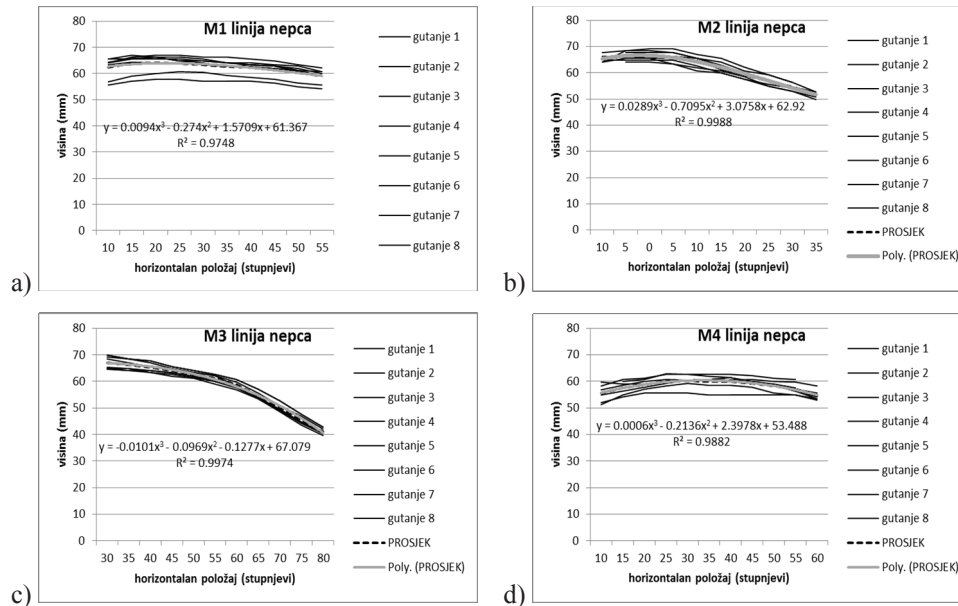 M1 linija nepca
visina (mm)
80
70
60
50
40
30
20
10
0
y = 0.0094x³ - 0.274x² + 1.5709x + 61.367
R² = 0.9748
10 15 20 25 30 35 40 45 50 55
horizontalan položaj (stupnjevi)
gutanje 1
gutanje 2
gutanje 3
gutanje 4
gutanje 5
gutanje 6
gutanje 7
gutanje 8
a)
M2 linija nepca
visina (mm)
80
70
60
50
40
30
20
10
0
y = 0.0289x³ - 0.7095x² + 3.0758x + 62.92
R² = 0.9988
10 5 0 5 10 15 20 25 30 35
horizontalan položaj (stupnjevi)
gutanje 1
gutanje 2
gutanje 3
gutanje 4
gutanje 5
gutanje 6
gutanje 7
gutanje 8
PROSJEK
Poly. (PROSJEK)
b)
M3 linija nepca
visina (mm)
80
70
60
50
40
30
20
10
0
y = -0.0101x³ - 0.0969x² - 0.1277x + 67.079
R² = 0.9974
30 35 40 45 50 55 60 65 70 75 80
horizontalan položaj (stupnjevi)
gutanje 1
gutanje 2
gutanje 3
gutanje 4
gutanje 5
gutanje 6
gutanje 7
gutanje 8
PROSJEK
Poly. (PROSJEK)
c)
M4 linija nepca
visina (mm)
80
70
60
50
40
30
20
10
0
y = 0.0006x³ - 0.2136x² + 2.3978x + 53.488
R² = 0.9882
10 15 20 25 30 35 40 45 50 55 60
horizontalan položaj (stupnjevi)
gutanje 1
gutanje 2
gutanje 3
gutanje 4
gutanje 5
gutanje 6
gutanje 7
gutanje 8
PROSJEK
Poly. (PROSJEK)
d)